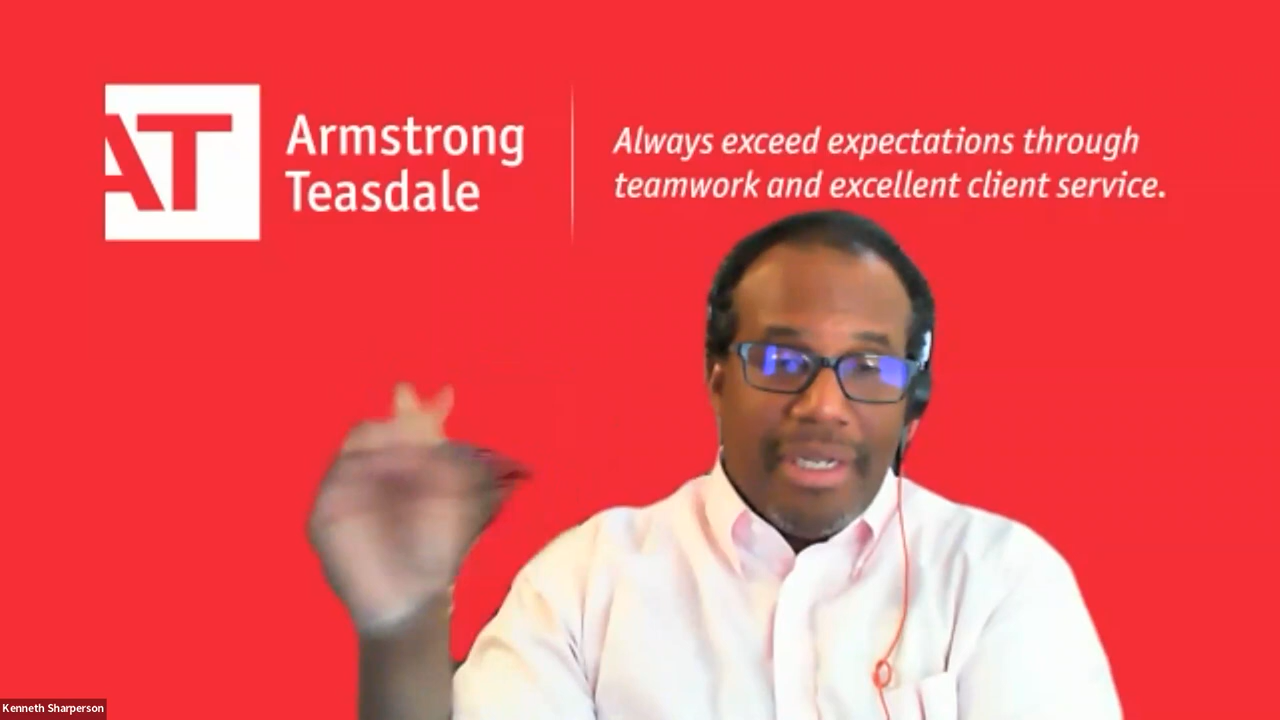 AT
Armstrong
Teasdale
Always exceed expectations through
teamwork and excellent client service.
Kenneth Sharperson